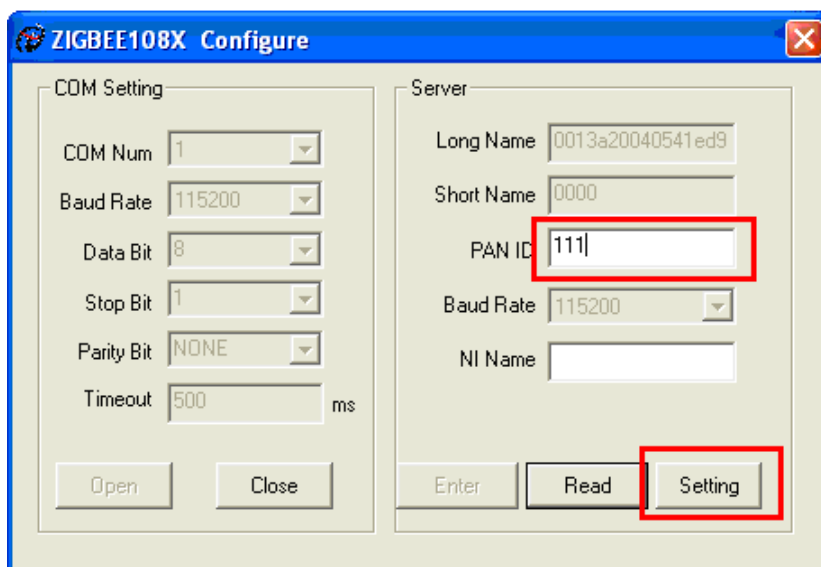 ZIGBEE108X Configure
COM Setting
COM Num 1
Baud Rate 115200
Data Bit 8
Stop Bit 1
Parity Bit NONE
Timeout 500 ms
Open Close
Server
Long Name 0013a20040541ed9
Short Name 0000
PAN ID 111
Baud Rate 115200
NI Name
Enter Read Setting